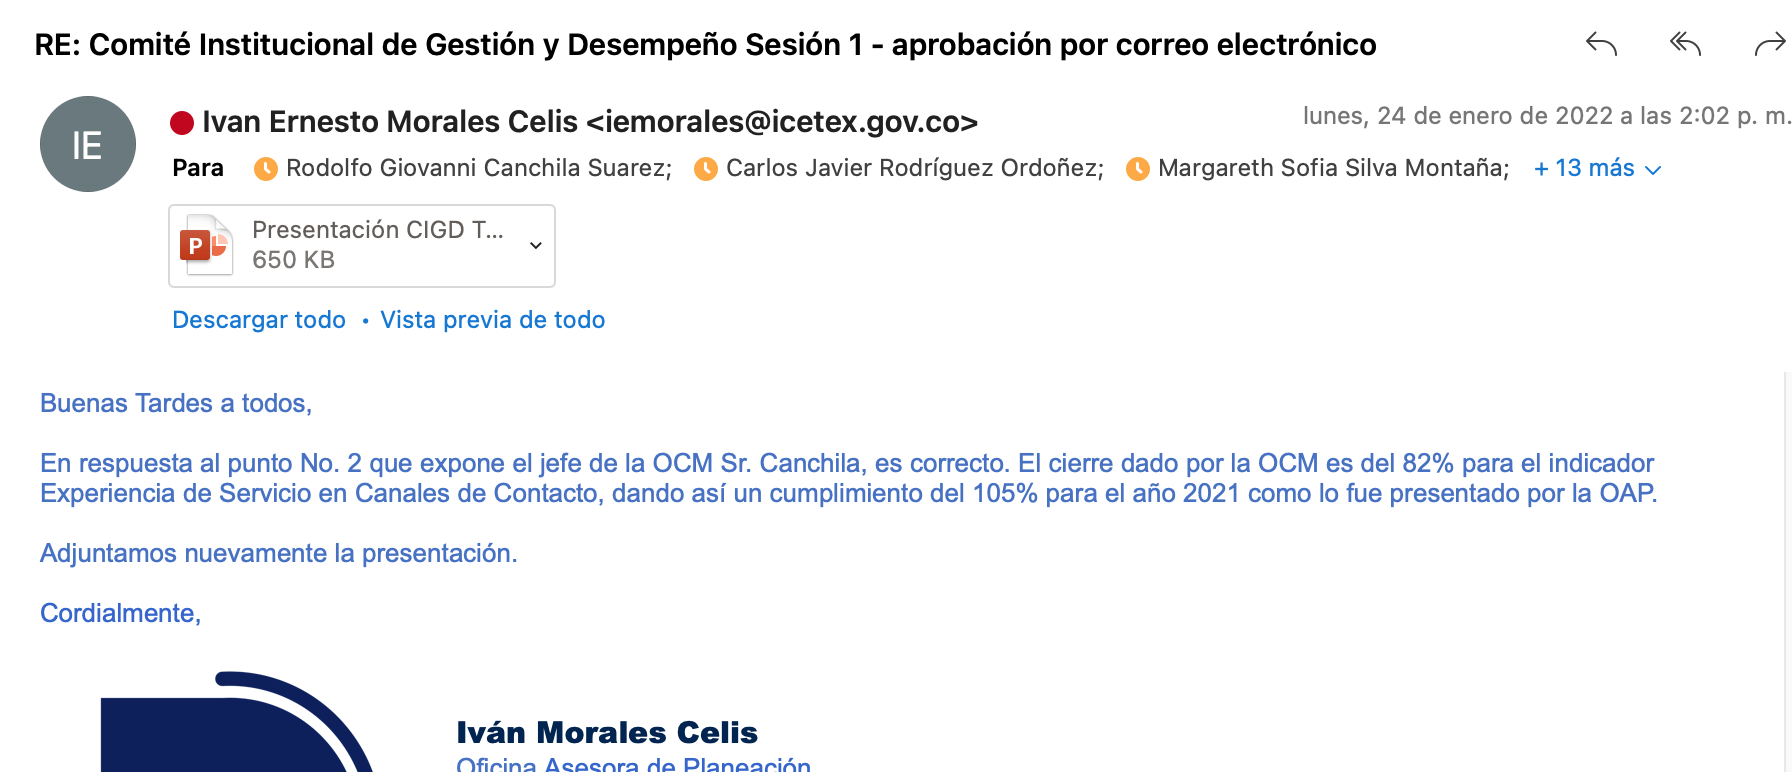 RE: Comité Institucional de Gestión y Desempeño Sesión 1 - aprobación por correo electrónico
IE
Ivan Ernesto Morales Celis <iemorales@icetex.gov.co>
lunes, 24 de enero de 2022 a las 2:02 p. m.
Para Rodolfo Giovanni Canchila Suarez; Carlos Javier Rodríguez Ordoñez; Margareth Sofia Silva Montaña; + 13 más
P
Presentación CIGD T...
650 KB
Descargar todo • Vista previa de todo
Buenas Tardes a todos,
En respuesta al punto No. 2 que expone el jefe de la OCM Sr. Canchila, es correcto. El cierre dado por la OCM es del 82% para el indicador
Experiencia de Servicio en Canales de Contacto, dando así un cumplimiento del 105% para el año 2021 como lo fue presentado por la OAP.
Adjuntamos nuevamente la presentación.
Cordialmente,
Iván Morales Celis
Oficina Asesora de Planeación